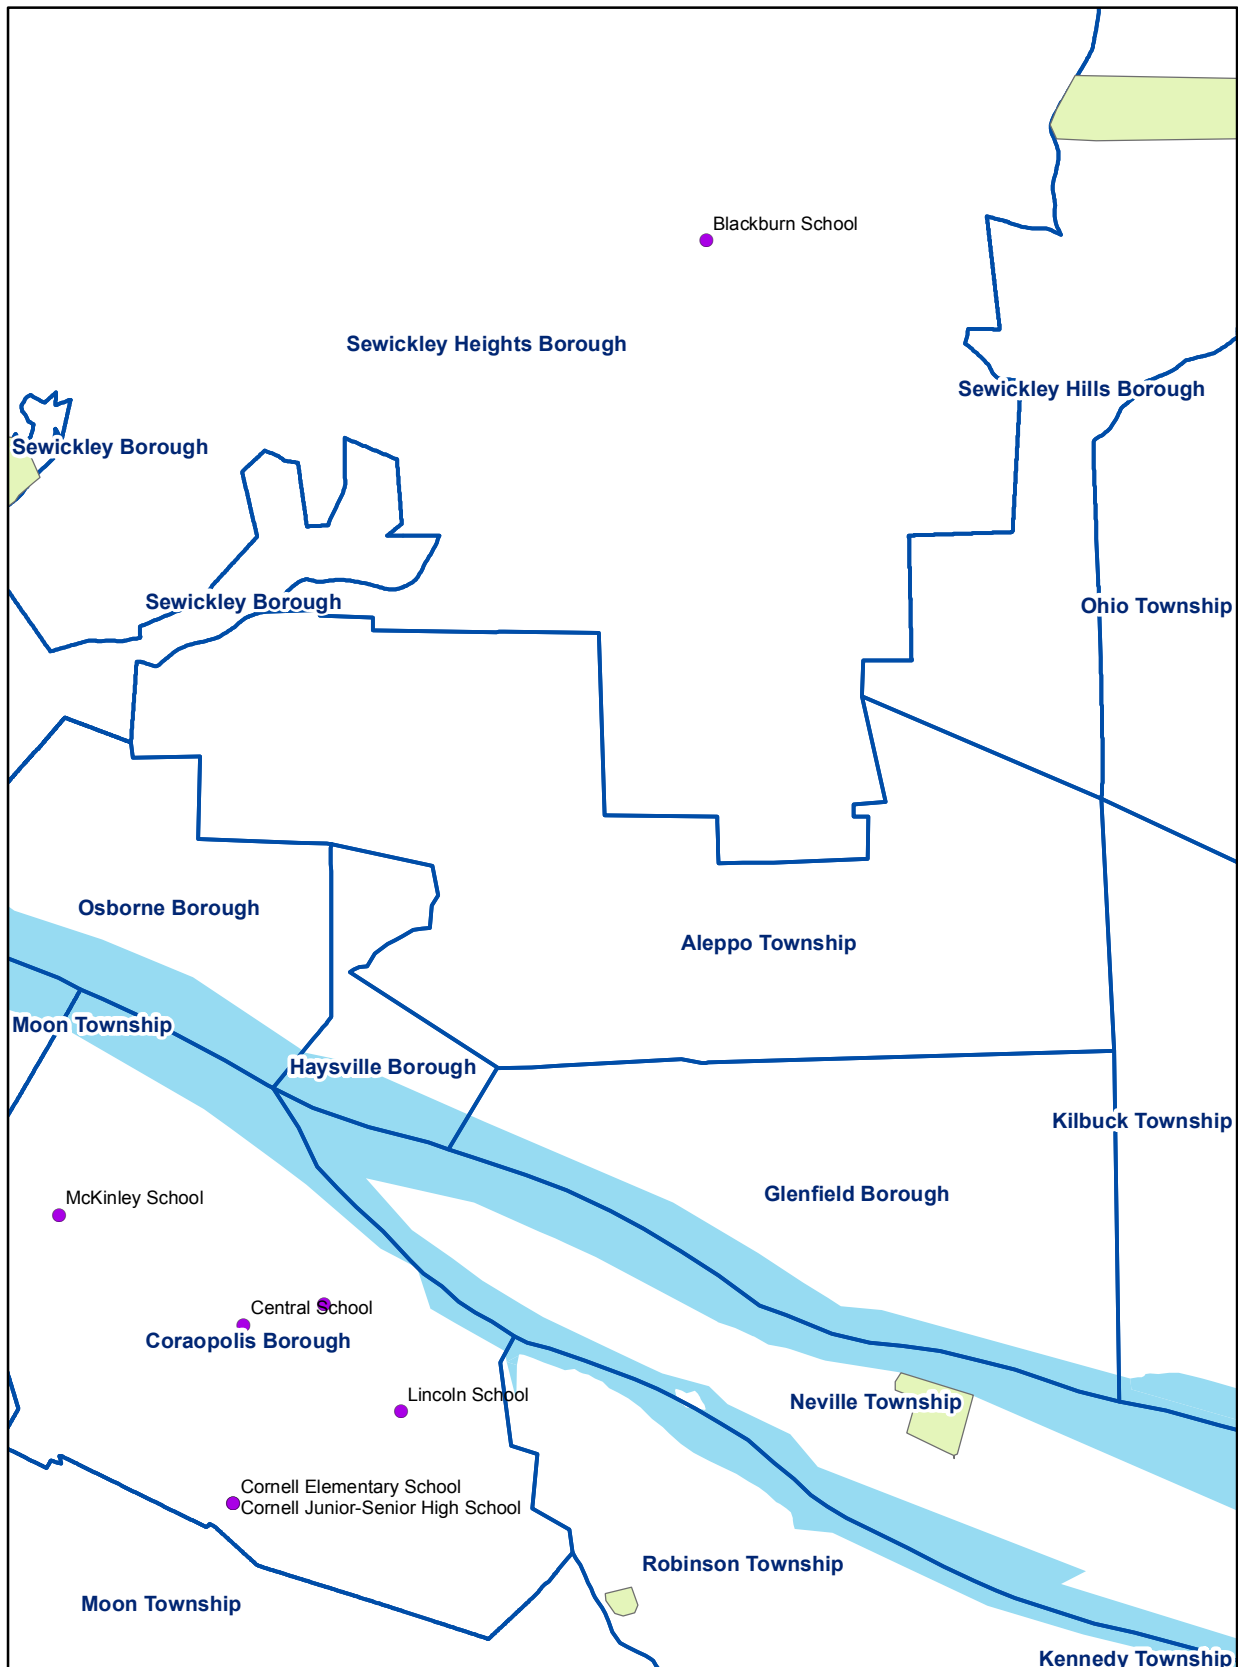 Blackburn School
Sewickley Heights Borough
Sewickley Hills Borough
Sewickley Borough
Sewickley Borough
Ohio Township
Osborne Borough
Aleppo Township
Moon Township
Haysville Borough
Kilbuck Township
McKinley School
Glenfield Borough
Central School
Coraopolis Borough
Lincoln School
Neville Township
Cornell Elementary School
Cornell Junior-Senior High School
Robinson Township
Moon Township
Kennedy Township